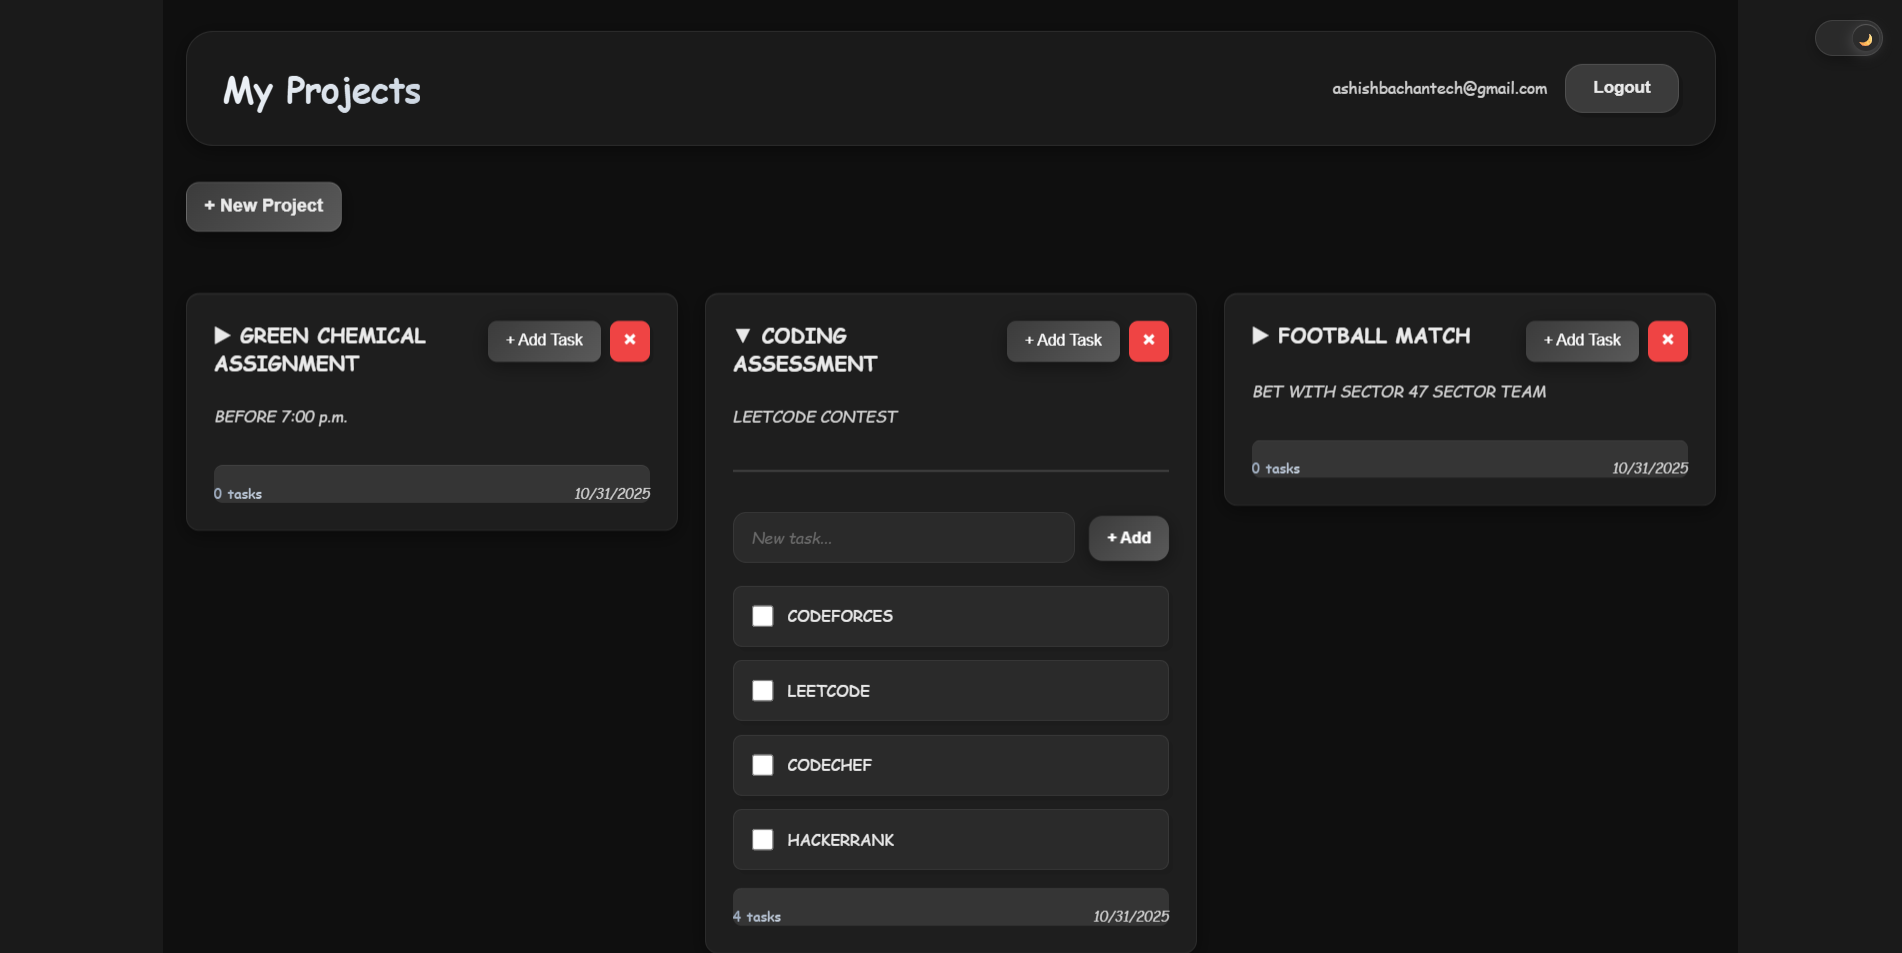 My Projects
ashishbachantech@gmail.com
Logout
+ New Project
▶ GREEN CHEMICAL
ASSIGNMENT
+ Add Task
BEFORE 7:00 p.m.
0 tasks
10/31/2025
▼ CODING
ASSESSMENT
+ Add Task
LEETCODE CONTEST
New task...
+ Add
CODEFORCES
LEETCODE
CODECHEF
HACKERRANK
4 tasks
10/31/2025
▶ FOOTBALL MATCH
+ Add Task
BET WITH SECTOR 47 SECTOR TEAM
0 tasks
10/31/2025